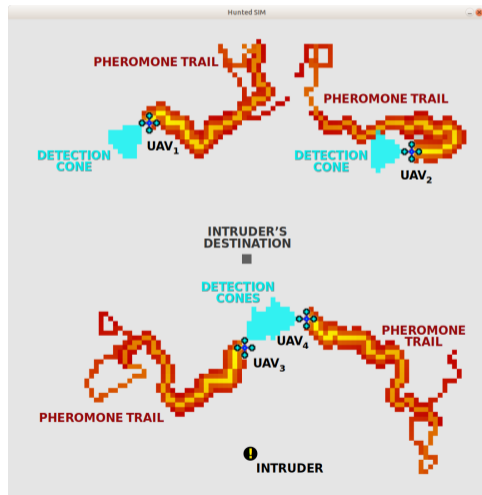 Hunted SIM
PHEROMONE TRAIL
PHEROMONE TRAIL
UAV1
DETECTION
CONE
DETECTION
CONE
UAV2
INTRUDER'S
DESTINATION
DETECTION
CONES
PHEROMONE
TRAIL
UAV4
UAV3
PHEROMONE TRAIL
!
INTRUDER